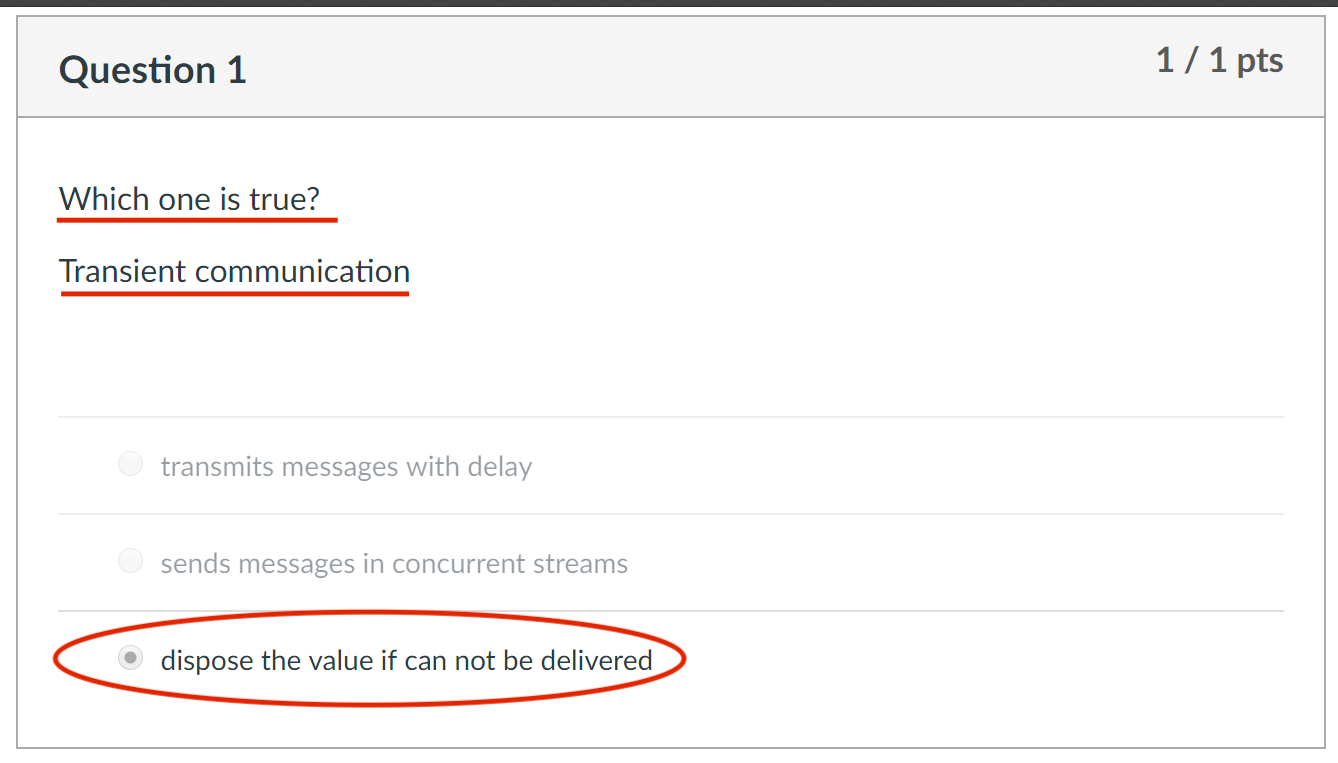 Question 1
1 / 1 pts
Which one is true?
Transient communication
transmits messages with delay
sends messages in concurrent streams
dispose the value if can not be delivered